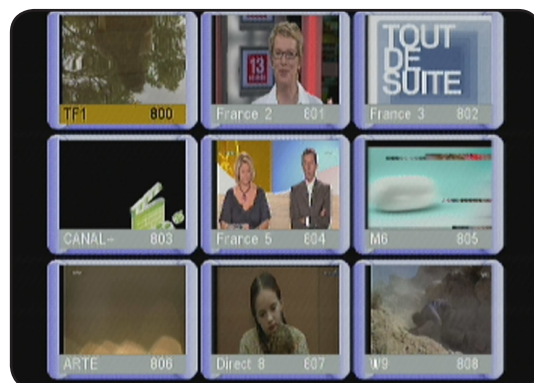 13
TOUT
DE
SUITE
TF1 800
France 2 801
France 3 802
CANAL- 803
France 5 804
M6 805
ARTE 806
Direct 8 807
W9 808